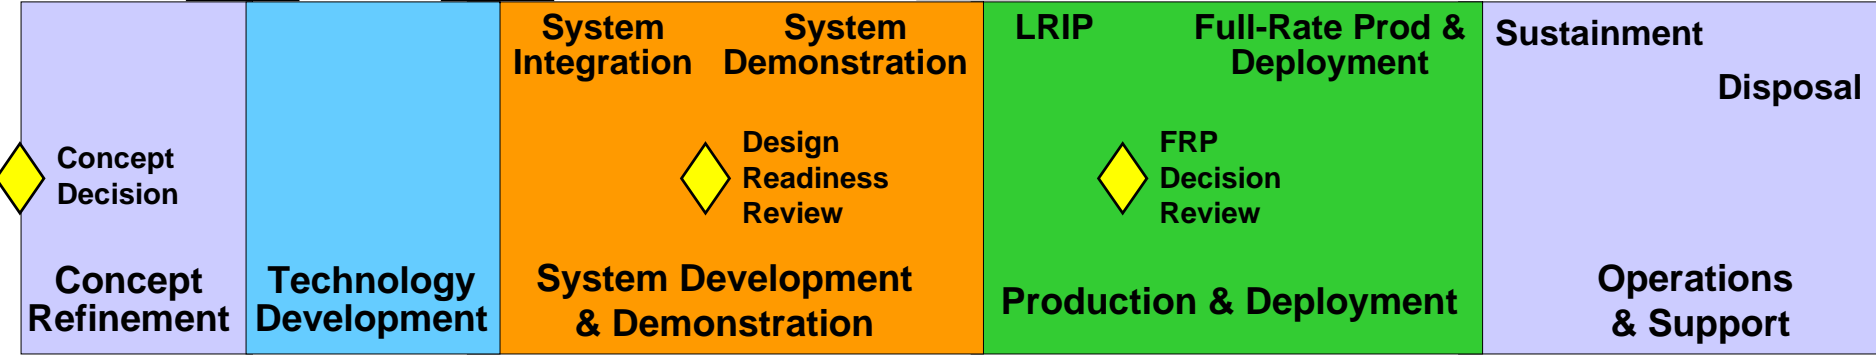 Concept
Decision
Concept
Refinement
Technology
Development
System
Integration
System
Demonstration
Design
Readiness
Review
System Development
& Demonstration
LRIP
Full-Rate Prod &
Deployment
FRP
Decision
Review
Production & Deployment
Sustainment
Disposal
Operations
& Support